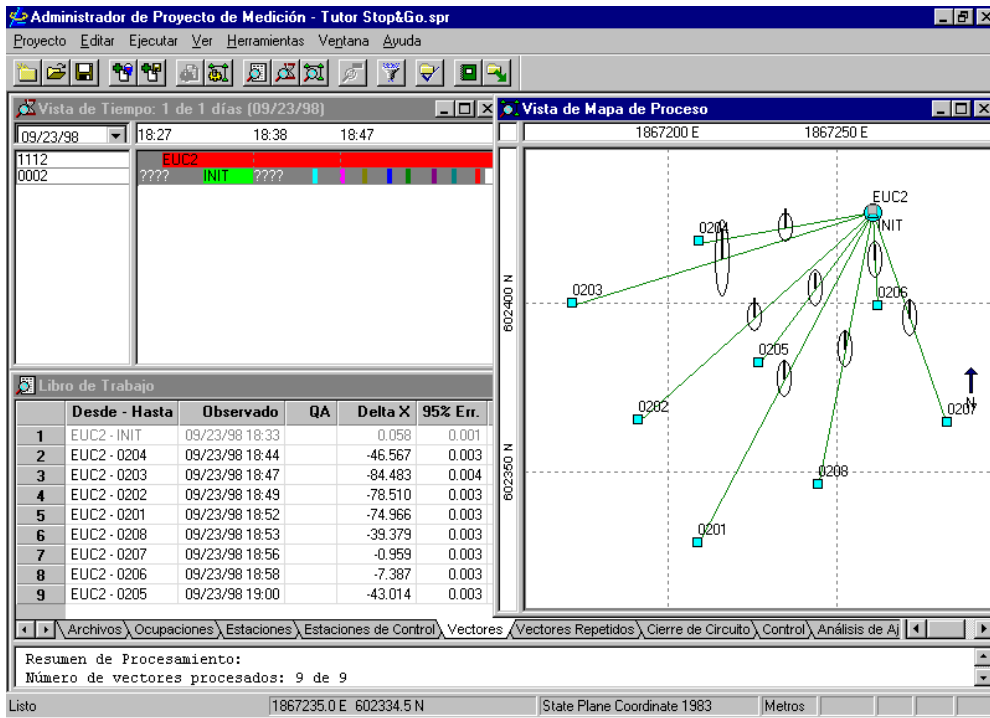 Administrador de Proyecto de Medición - Tutor Stop&Go.spr
Proyecto Editar Ejecutar Ver Herramientas Ventana Ayuda
Vista de Tiempo: 1 de 1 días (09/23/98)
09/23/98 18:27 18:38 18:47
1112 EUC2
0002 ???? INIT ????
Vista de Mapa de Proceso
1867200 E 1867250 E
602400 N
602350 N
EUC2
INIT
0204
0203
0206
0205
0202
0207
N
0208
0201
Libro de Trabajo
Desde - Hasta Observado QA Delta X 95% Err.
1 EUC2 - INIT 09/23/98 18:33 0.058 0.001
2 EUC2 - 0204 09/23/98 18:44 -46.567 0.003
3 EUC2 - 0203 09/23/98 18:47 -84.483 0.004
4 EUC2 - 0202 09/23/98 18:49 -78.510 0.003
5 EUC2 - 0201 09/23/98 18:52 -74.966 0.003
6 EUC2 - 0208 09/23/98 18:53 -39.379 0.003
7 EUC2 - 0207 09/23/98 18:56 -0.959 0.003
8 EUC2 - 0206 09/23/98 18:58 -7.387 0.003
9 EUC2 - 0205 09/23/98 19:00 -43.014 0.003
Archivos Ocupaciones Estaciones Estaciones de Control Vectores Vectores Repetidos Cierre de Circuito Control Análisis de Aj
Resumen de Procesamiento:
Número de vectores procesados: 9 de 9
Listo 1867235.0 E 602334.5 N State Plane Coordinate 1983 Metros